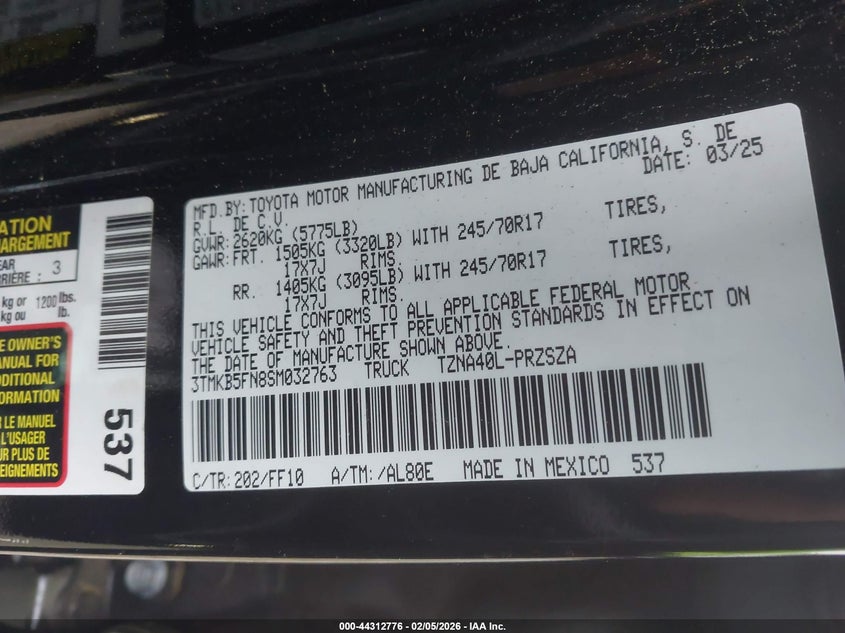 MFD.BY: TOYOTA MOTOR MANUFACTURING DE BAJA CALIFORNIA, S. DE
R.L. DE C.V. DATE: 03/25
GVWR: 2620KG (5775LB)
GAWR: FRT. 1505KG (3320LB) WITH 245/70R17 TIRES,
17X7J RIMS.
RR. 1405KG (3095LB) WITH 245/70R17 TIRES,
17X7J RIMS.
THIS VEHICLE CONFORMS TO ALL APPLICABLE FEDERAL MOTOR
VEHICLE SAFETY AND THEFT PREVENTION STANDARDS IN EFFECT ON
THE DATE OF MANUFACTURE SHOWN ABOVE.
3TMKB5FN8SM032763 TRUCK TZNA40L-PRZSZA
C/TR: 202/FF10 A/TM: /AL80E MADE IN MEXICO 537
ATION
HARGEMENT
EAR
RRIÈRE : 3
kg or 1200 lbs.
kg ou lb.
E OWNER'S
ANUAL FOR
DDITIONAL
FORMATION
R LE MANUEL
L'USAGER
UR PLUS DE
EIGNEMENTS
537
000-44312776 — 02/05/2026 — IAA Inc.